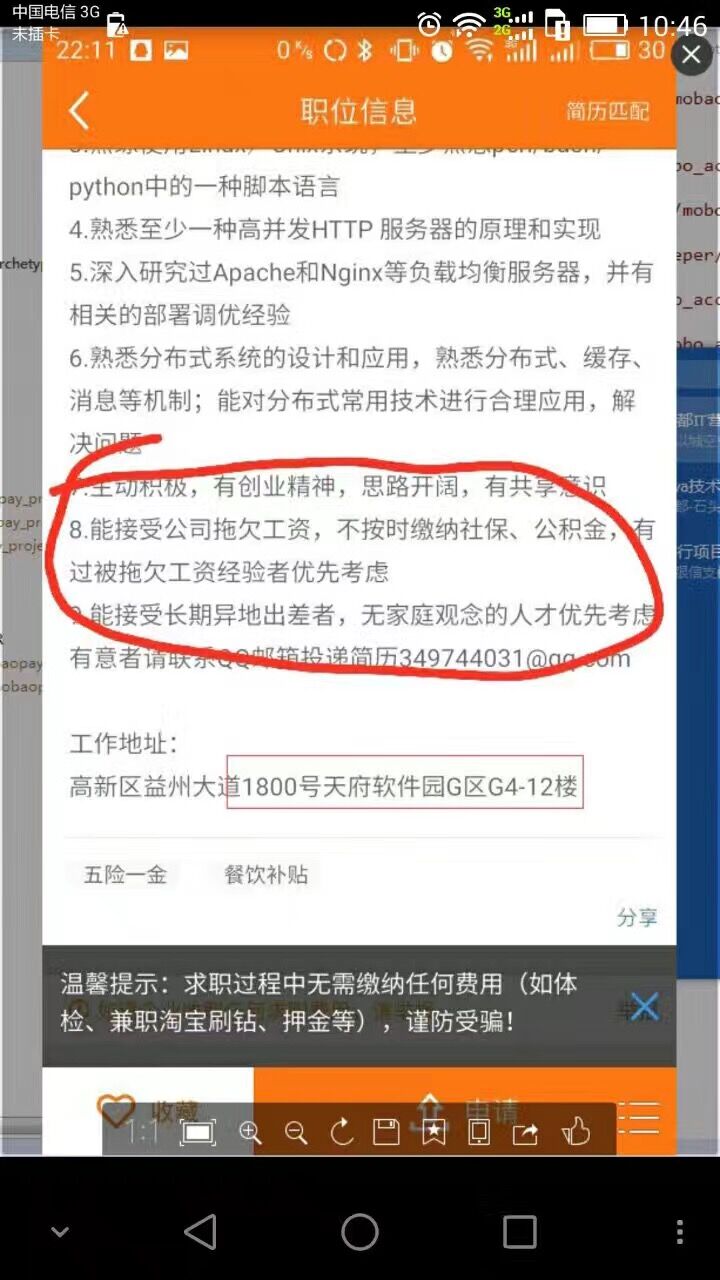 中国电信 3G
未插卡
3G
2G
10:46
22:11
0 K/s
3G
30
职位信息
简历匹配
python中的一种脚本语言
4.熟悉至少一种高并发HTTP 服务器的原理和实现
5.深入研究过Apache和Nginx等负载均衡服务器，并有
相关的部署调优经验
6.熟悉分布式系统的设计和应用，熟悉分布式、缓存、
消息等机制；能对分布式常用技术进行合理应用，解
决问题
7.主动积极，有创业精神，思路开阔，有共享意识
8.能接受公司拖欠工资，不按时缴纳社保、公积金，有
过被拖欠工资经验者优先考虑
9.能接受长期异地出差者，无家庭观念的人才优先考虑
有意者请联系QQ邮箱投递简历349744031@qq.com
工作地址：
高新区益州大道1800号天府软件园G区G4-12楼
五险一金
餐饮补贴
分享
温馨提示：求职过程中无需缴纳任何费用（如体
检、兼职淘宝刷钻、押金等），谨防受骗！
收藏
申请
1:1